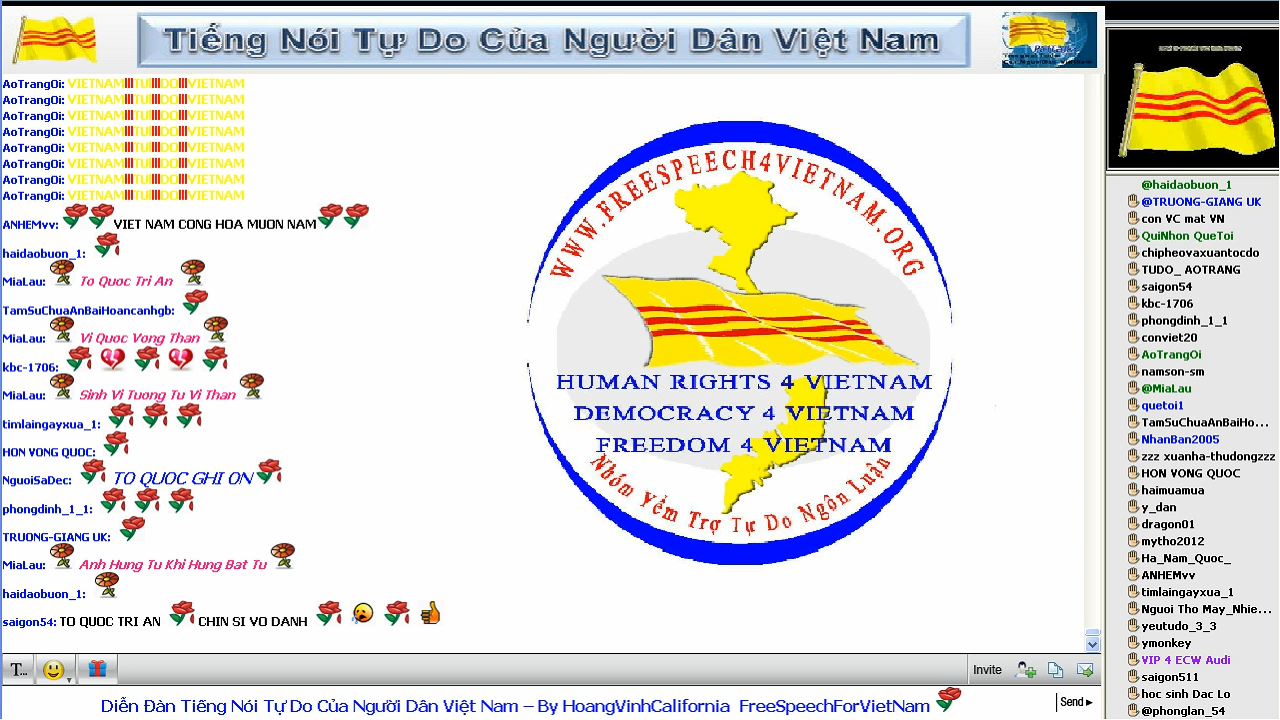 Tiếng Nói Tự Do Của Người Dân Việt Nam
AoTrangOi: VIETNAM|||TU|||DO|||VIETNAM
AoTrangOi: VIETNAM|||TU|||DO|||VIETNAM
AoTrangOi: VIETNAM|||TU|||DO|||VIETNAM
AoTrangOi: VIETNAM|||TU|||DO|||VIETNAM
AoTrangOi: VIETNAM|||TU|||DO|||VIETNAM
AoTrangOi: VIETNAM|||TU|||DO|||VIETNAM
AoTrangOi: VIETNAM|||TU|||DO|||VIETNAM
AoTrangOi: VIETNAM|||TU|||DO|||VIETNAM
ANHEMvv: VIET NAM CONG HOA MUON NAM
haidaobuon_1:
MiaLau: To Quoc Tri An
TamSuChuaAnBaiHoancanhgb:
MiaLau: Vi Quoc Vong Than
kbc-1706:
MiaLau: Sinh Vi Tuong Tu Vi Than
timlaingayxua_1:
HON VONG QUOC:
NguoiSaDec: TO QUOC GHI ON
phongdinh_1_1:
TRUONG-GIANG UK:
MiaLau: Anh Hung Tu Khi Hung Bat Tu
haidaobuon_1:
saigon54: TO QUOC TRI AN CHIN SI VO DANH
WWW.FREESPEECH4VIETNAM.ORG
HUMAN RIGHTS 4 VIETNAM
DEMOCRACY 4 VIETNAM
FREEDOM 4 VIETNAM
Nhóm Yểm Trợ Tự Do Ngôn Luận
@haidaobuon_1
@TRUONG-GIANG UK
con VC mat VN
QuiNhon QueToi
chipheovaxuantocdo
TUDO_ AOTRANG
saigon54
kbc-1706
phongdinh_1_1
conviet20
AoTrangOi
namson-sm
@MiaLau
quetoi1
TamSuChuaAnBaiHo...
NhanBan2005
zzz xuanha-thudongzzz
HON VONG QUOC
haimuamua
y_dan
dragon01
mytho2012
Ha_Nam_Quoc_
ANHEMvv
timlaingayxua_1
Nguoi Tho May_Nhie...
yeutudo_3_3
ymonkey
VIP 4 ECW Audi
saigon511
hoc sinh Dac Lo
@phonglan_54
T...
Invite
Diễn Đàn Tiếng Nói Tự Do Của Người Dân Việt Nam – By HoangVinhCalifornia FreeSpeechForVietNam
Send